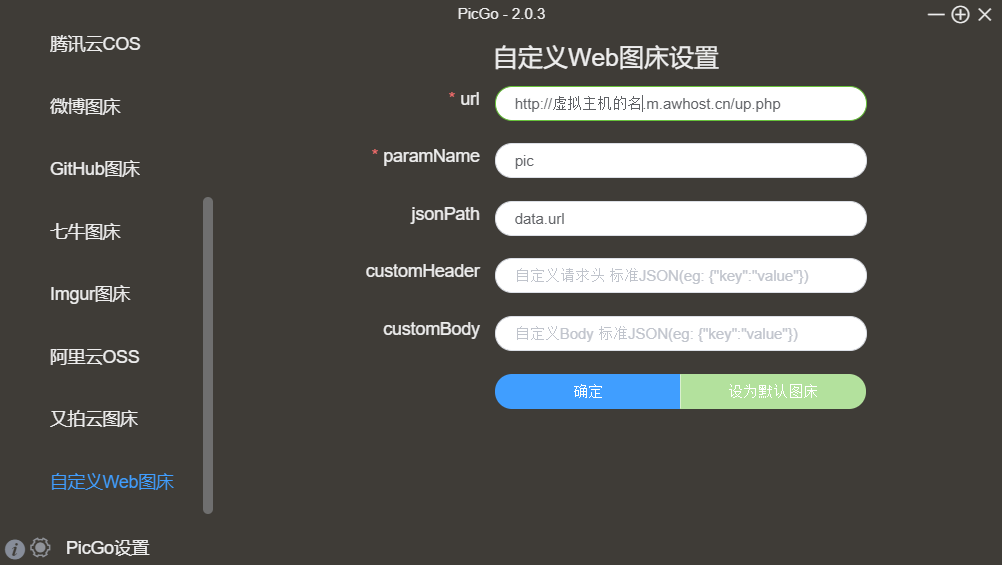 PicGo - 2.0.3
腾讯云COS
微博图床
GitHub图床
七牛图床
Imgur图床
阿里云OSS
又拍云图床
自定义Web图床
PicGo设置
自定义Web图床设置
* url
http://虚拟主机的名.m.awhost.cn/up.php
* paramName
pic
jsonPath
data.url
customHeader
自定义请求头 标准JSON(eg: {"key":"value"})
customBody
自定义Body 标准JSON(eg: {"key":"value"})
确定
设为默认图床